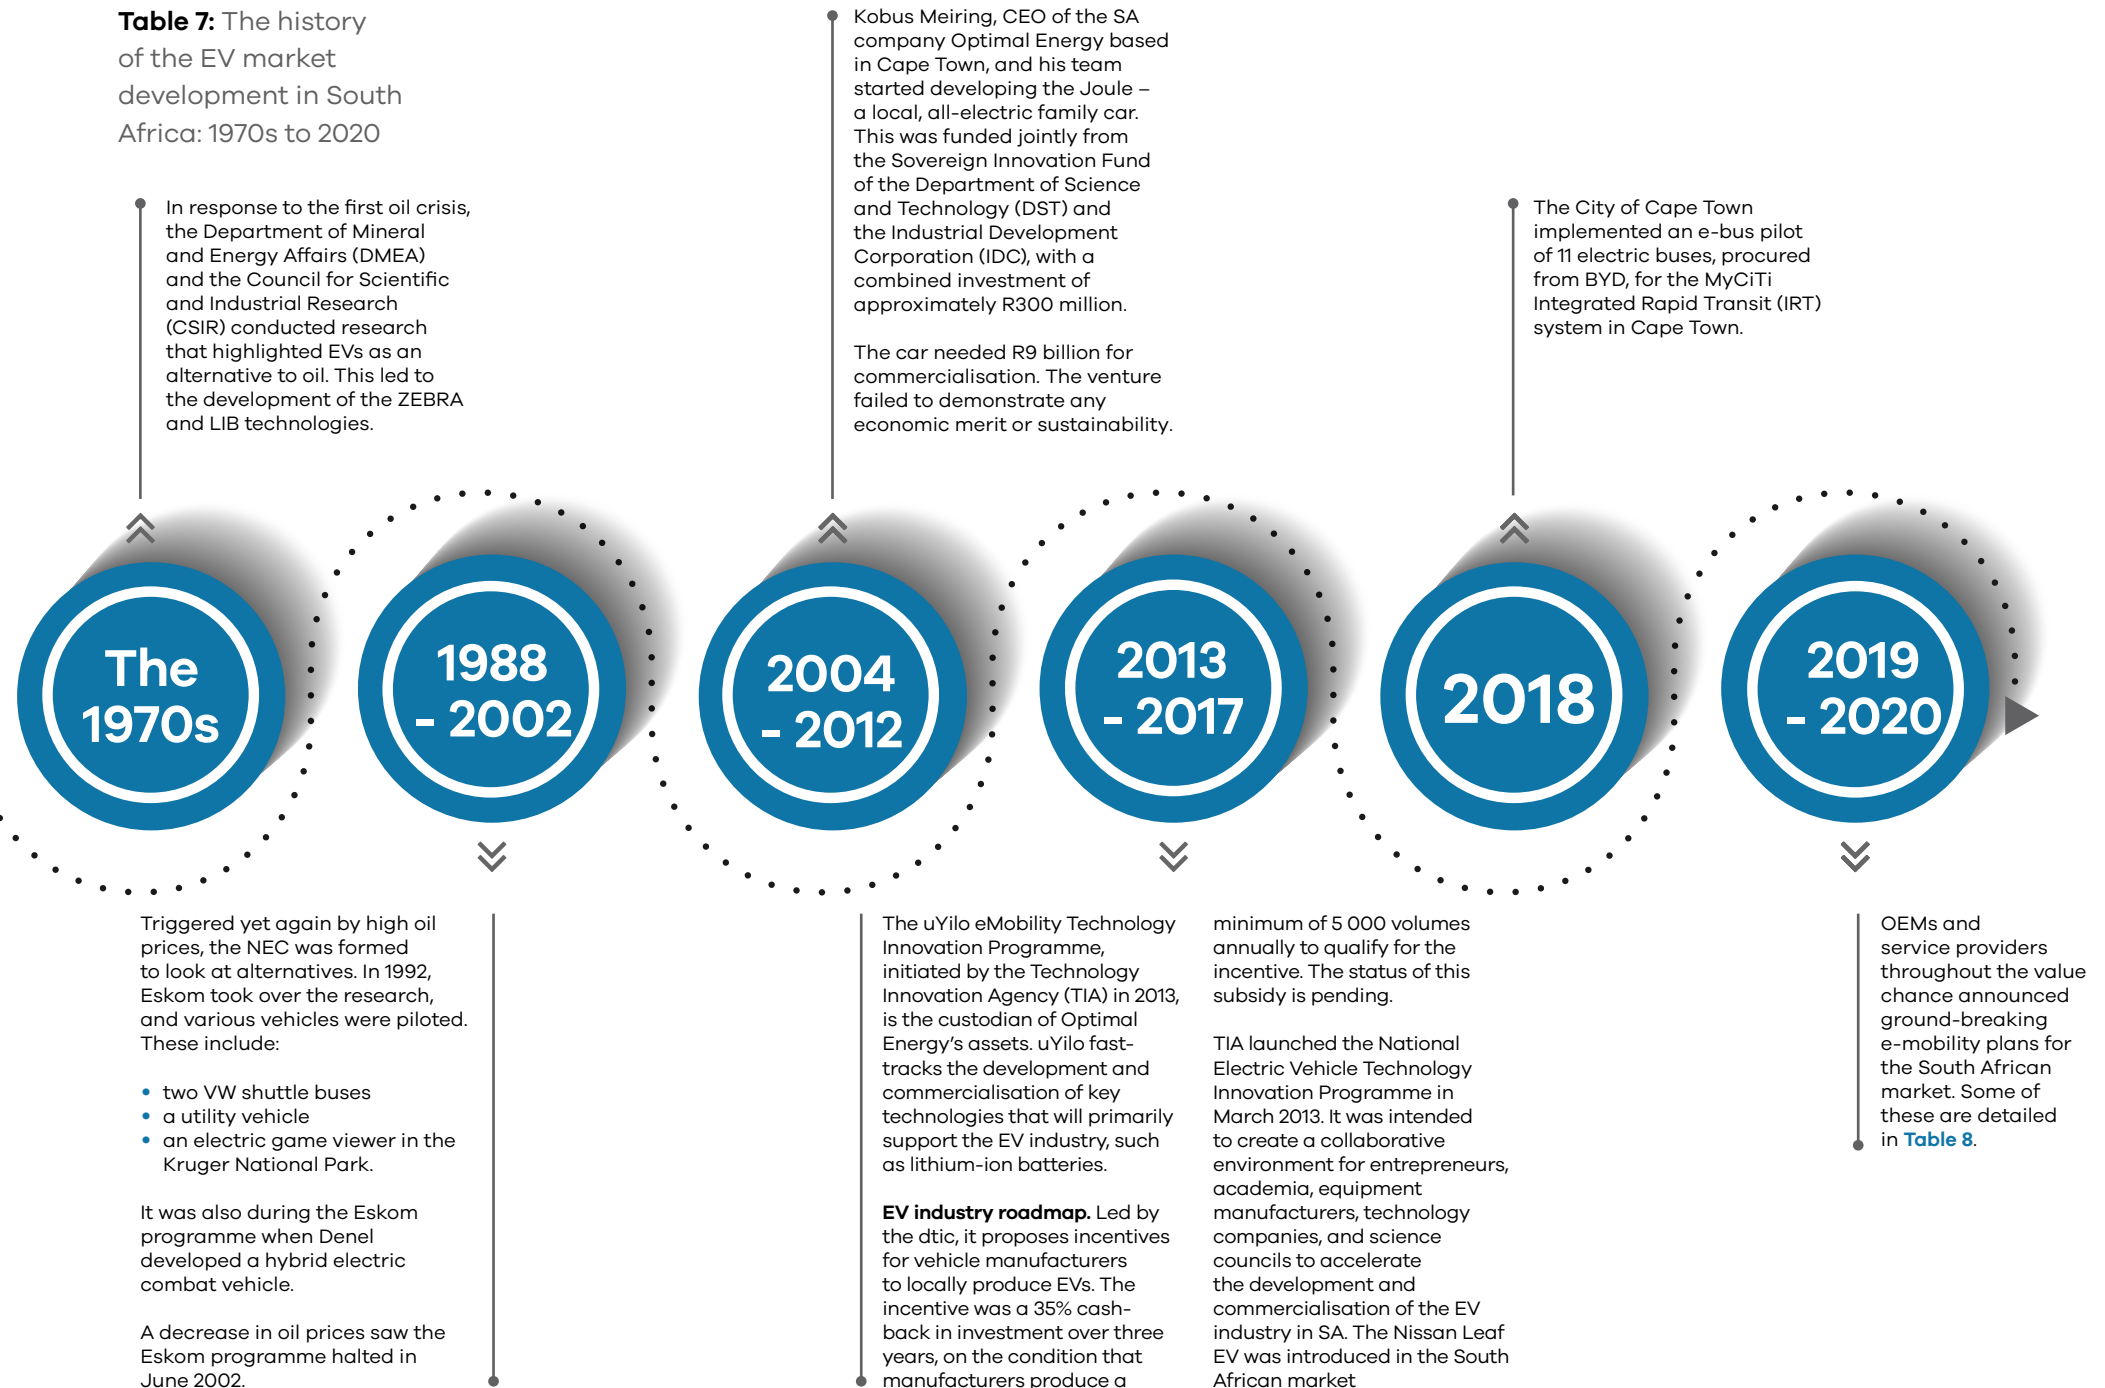 Table 7: The history
of the EV market
development in South
Africa: 1970s to 2020
In response to the first oil crisis,
the Department of Mineral
and Energy Affairs (DMEA)
and the Council for Scientific
and Industrial Research
(CSIR) conducted research
that highlighted EVs as an
alternative to oil. This led to
the development of the ZEBRA
and LIB technologies.
Kobus Meiring, CEO of the SA
company Optimal Energy based
in Cape Town, and his team
started developing the Joule –
a local, all-electric family car.
This was funded jointly from
the Sovereign Innovation Fund
of the Department of Science
and Technology (DST) and
the Industrial Development
Corporation (IDC), with a
combined investment of
approximately R300 million.
The car needed R9 billion for
commercialisation. The venture
failed to demonstrate any
economic merit or sustainability.
The City of Cape Town
implemented an e-bus pilot
of 11 electric buses, procured
from BYD, for the MyCiTi
Integrated Rapid Transit (IRT)
system in Cape Town.
The
1970s
1988
- 2002
2004
- 2012
2013
- 2017
2018
2019
- 2020
Triggered yet again by high oil
prices, the NEC was formed
to look at alternatives. In 1992,
Eskom took over the research,
and various vehicles were piloted.
These include:
• two VW shuttle buses
• a utility vehicle
• an electric game viewer in the
Kruger National Park.
It was also during the Eskom
programme when Denel
developed a hybrid electric
combat vehicle.
A decrease in oil prices saw the
Eskom programme halted in
June 2002.
The uYilo eMobility Technology
Innovation Programme,
initiated by the Technology
Innovation Agency (TIA) in 2013,
is the custodian of Optimal
Energy's assets. uYilo fast-
tracks the development and
commercialisation of key
technologies that will primarily
support the EV industry, such
as lithium-ion batteries.
EV industry roadmap. Led by
the dtic, it proposes incentives
for vehicle manufacturers
to locally produce EVs. The
incentive was a 35% cash-
back in investment over three
years, on the condition that
manufacturers produce a
minimum of 5 000 volumes
annually to qualify for the
incentive. The status of this
subsidy is pending.
TIA launched the National
Electric Vehicle Technology
Innovation Programme in
March 2013. It was intended
to create a collaborative
environment for entrepreneurs,
academia, equipment
manufacturers, technology
companies, and science
councils to accelerate
the development and
commercialisation of the EV
industry in SA. The Nissan Leaf
EV was introduced in the South
African market
OEMs and
service providers
throughout the value
chance announced
ground-breaking
e-mobility plans for
the South African
market. Some of
these are detailed
in Table 8.